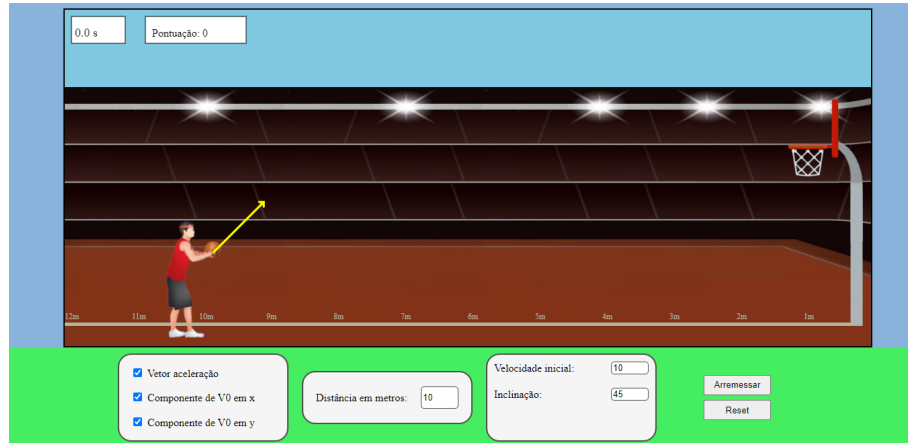 0.0 s
Pontuação: 0
12m 11m 10m 9m 8m 7m 6m 5m 4m 3m 2m 1m
Vetor aceleração
Componente de V0 em x
Componente de V0 em y
Distância em metros: 10
Velocidade inicial: 10
Inclinação: 45
Arremessar
Reset